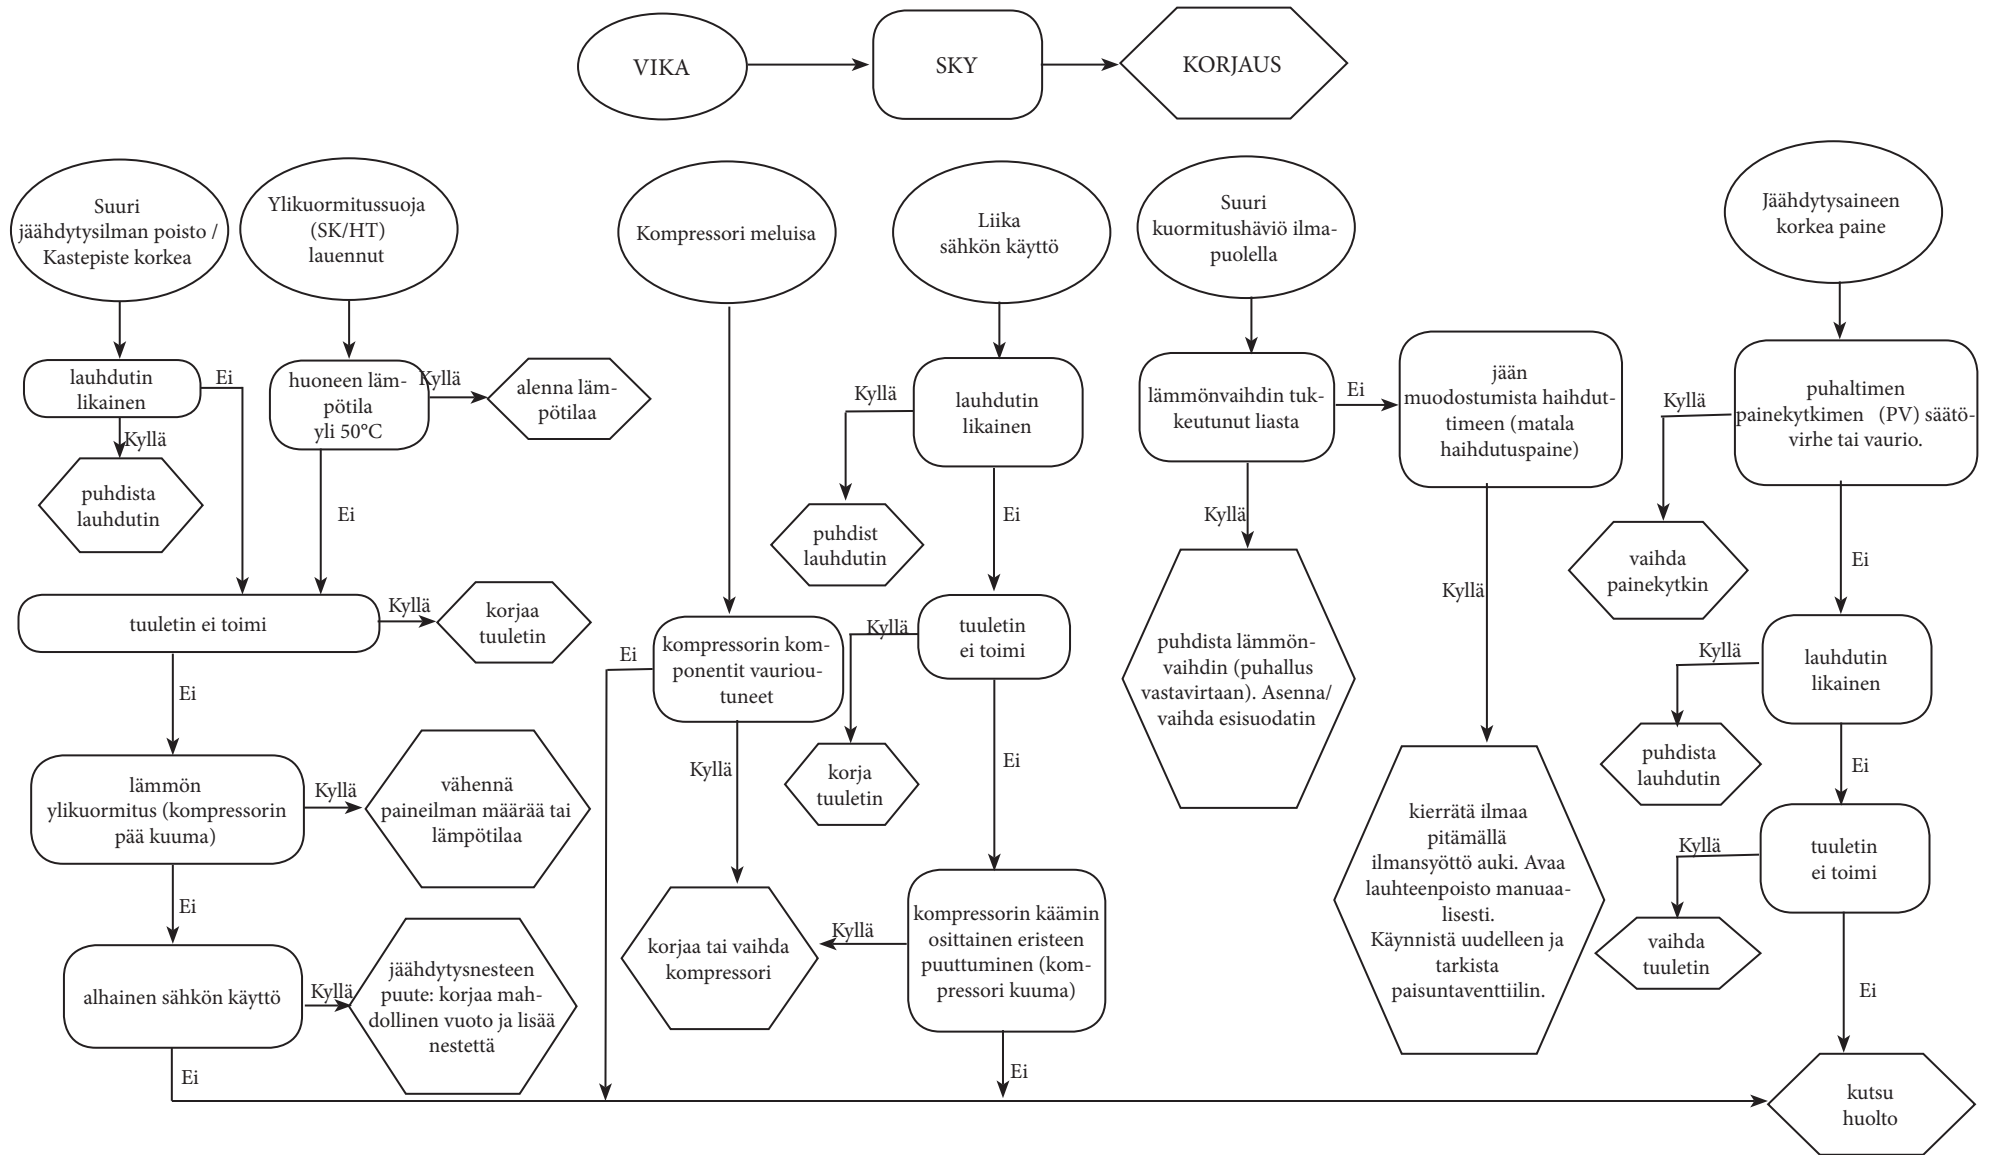 VIKA
SKY
KORJAUS
Suuri
jäähdytysilman poisto /
Kastepiste korkea
Ylikuormitussuoja
(SK/HT)
lauennut
Kompressori meluisa
Liika
sähkön käyttö
Suuri
kuormitushäviö ilma-
puolella
Jäähdytysaineen
korkea paine
lauhdutin
likainen
Ei
Kyllä
puhdista
lauhdutin
huoneen läm-
pötila
yli 50°C
Kyllä
alenna läm-
pötilaa
Ei
tuuletin ei toimi
Kyllä
korjaa
tuuletin
Ei
lämmön
ylikuormitus (kompressorin
pää kuuma)
Kyllä
vähennä
paineilman määrää tai
lämpötilaa
Ei
alhainen sähkön käyttö
Kyllä
jäähdytysnesteen
puute: korjaa mah-
dollinen vuoto ja lisää
nestettä
Ei
kompressorin kom-
ponentit vauriou-
tuneet
Ei
Kyllä
korjaa tai vaihda
kompressori
lauhdutin
likainen
Kyllä
puhdist
lauhdutin
Ei
tuuletin
ei toimi
Kyllä
korja
tuuletin
Ei
kompressorin käämin
osittainen eristeen
puuttuminen (kom-
pressori kuuma)
Kyllä
Ei
lämmönvaihdin tuk-
keutunut liasta
Ei
Kyllä
puhdista lämmön-
vaihdin (puhallus
vastavirtaan). Asenna/
vaihda esisuodatin
jään
muodostumista haihdut-
timeen (matala
haihdutuspaine)
Kyllä
kierrätä ilmaa
pitämällä
ilmansyöttö auki. Avaa
lauhteenpoisto manuaa-
lisesti.
Käynnistä uudelleen ja
tarkista
paisuntaventtiilin.
puhaltimen
painekytkimen (PV) säätö-
virhe tai vaurio.
Kyllä
vaihda
painekytkin
Ei
lauhdutin
likainen
Kyllä
puhdista
lauhdutin
Ei
tuuletin
ei toimi
Kyllä
vaihda
tuuletin
Ei
kutsu
huolto